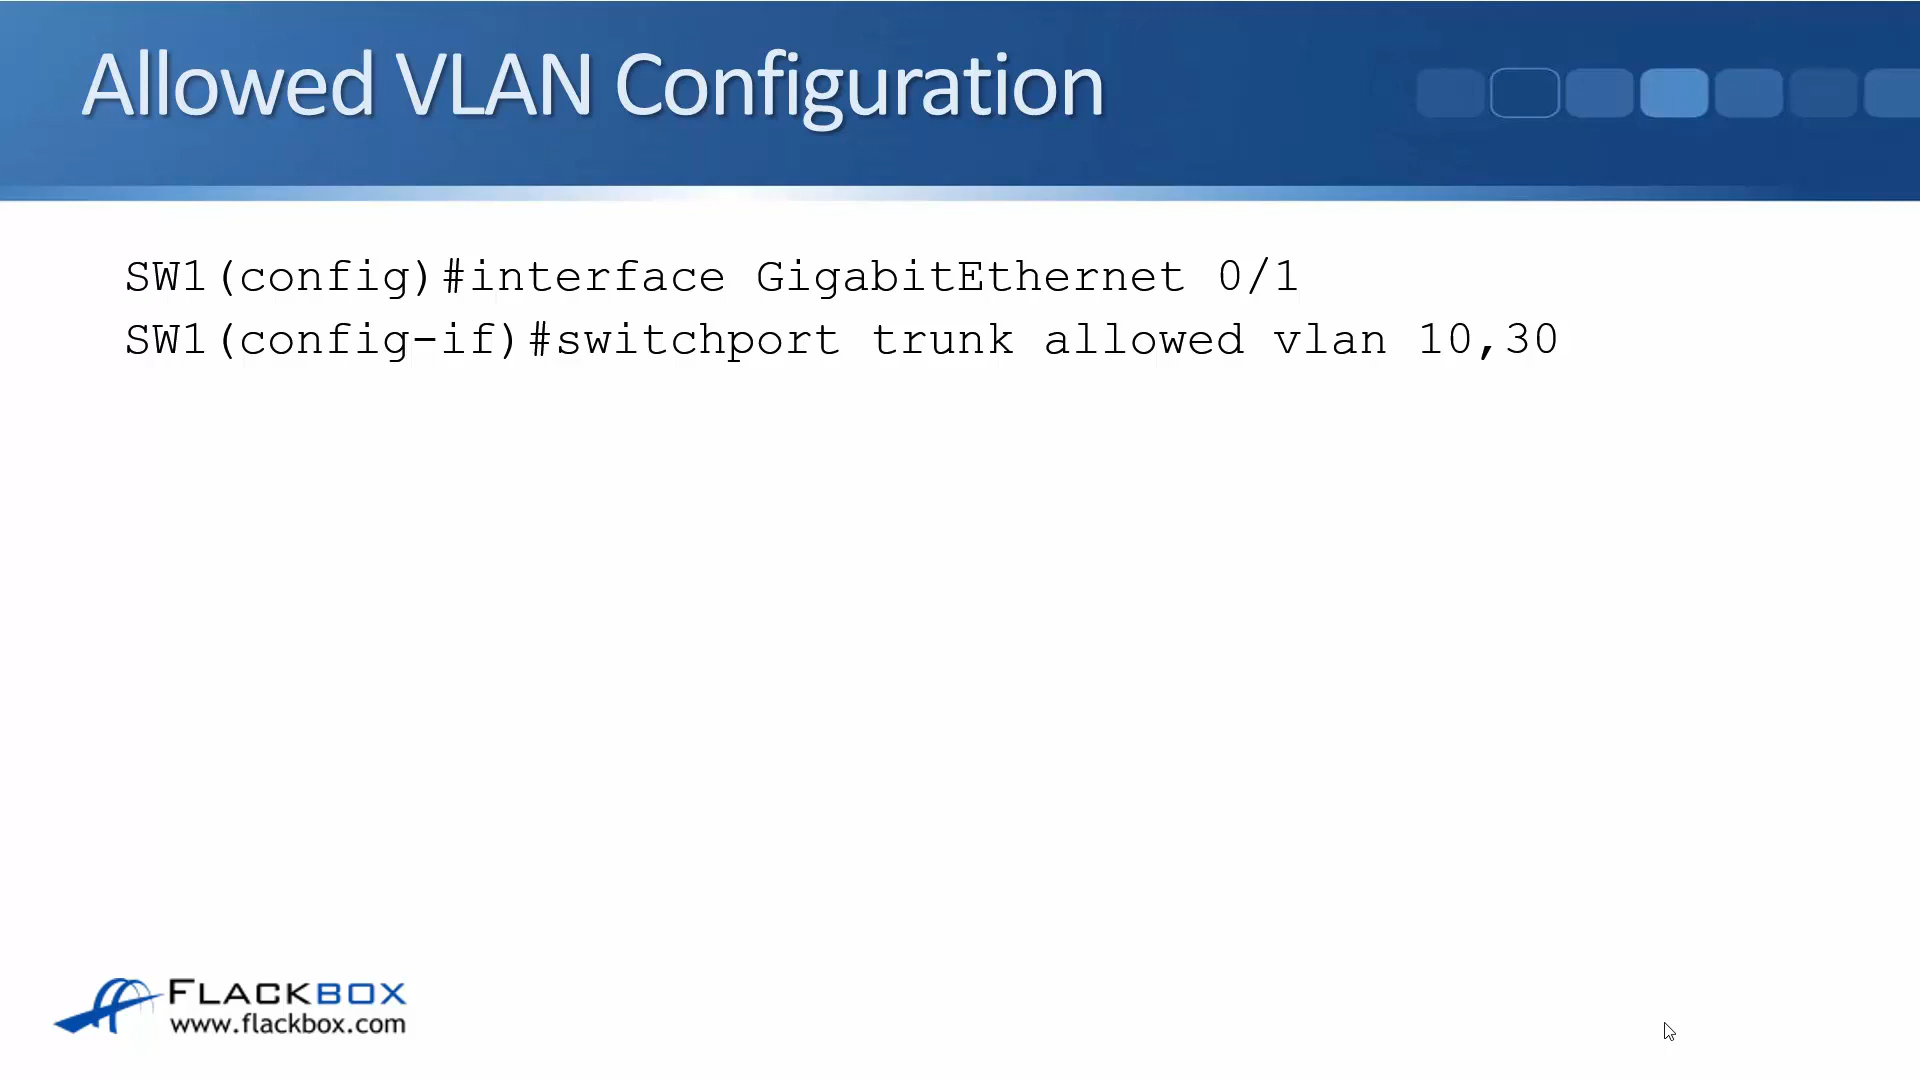 Allowed VLAN Configuration
SW1(config)#interface GigabitEthernet 0/1
SW1(config-if)#switchport trunk allowed vlan 10,30
FLACKBOX
www.flackbox.com